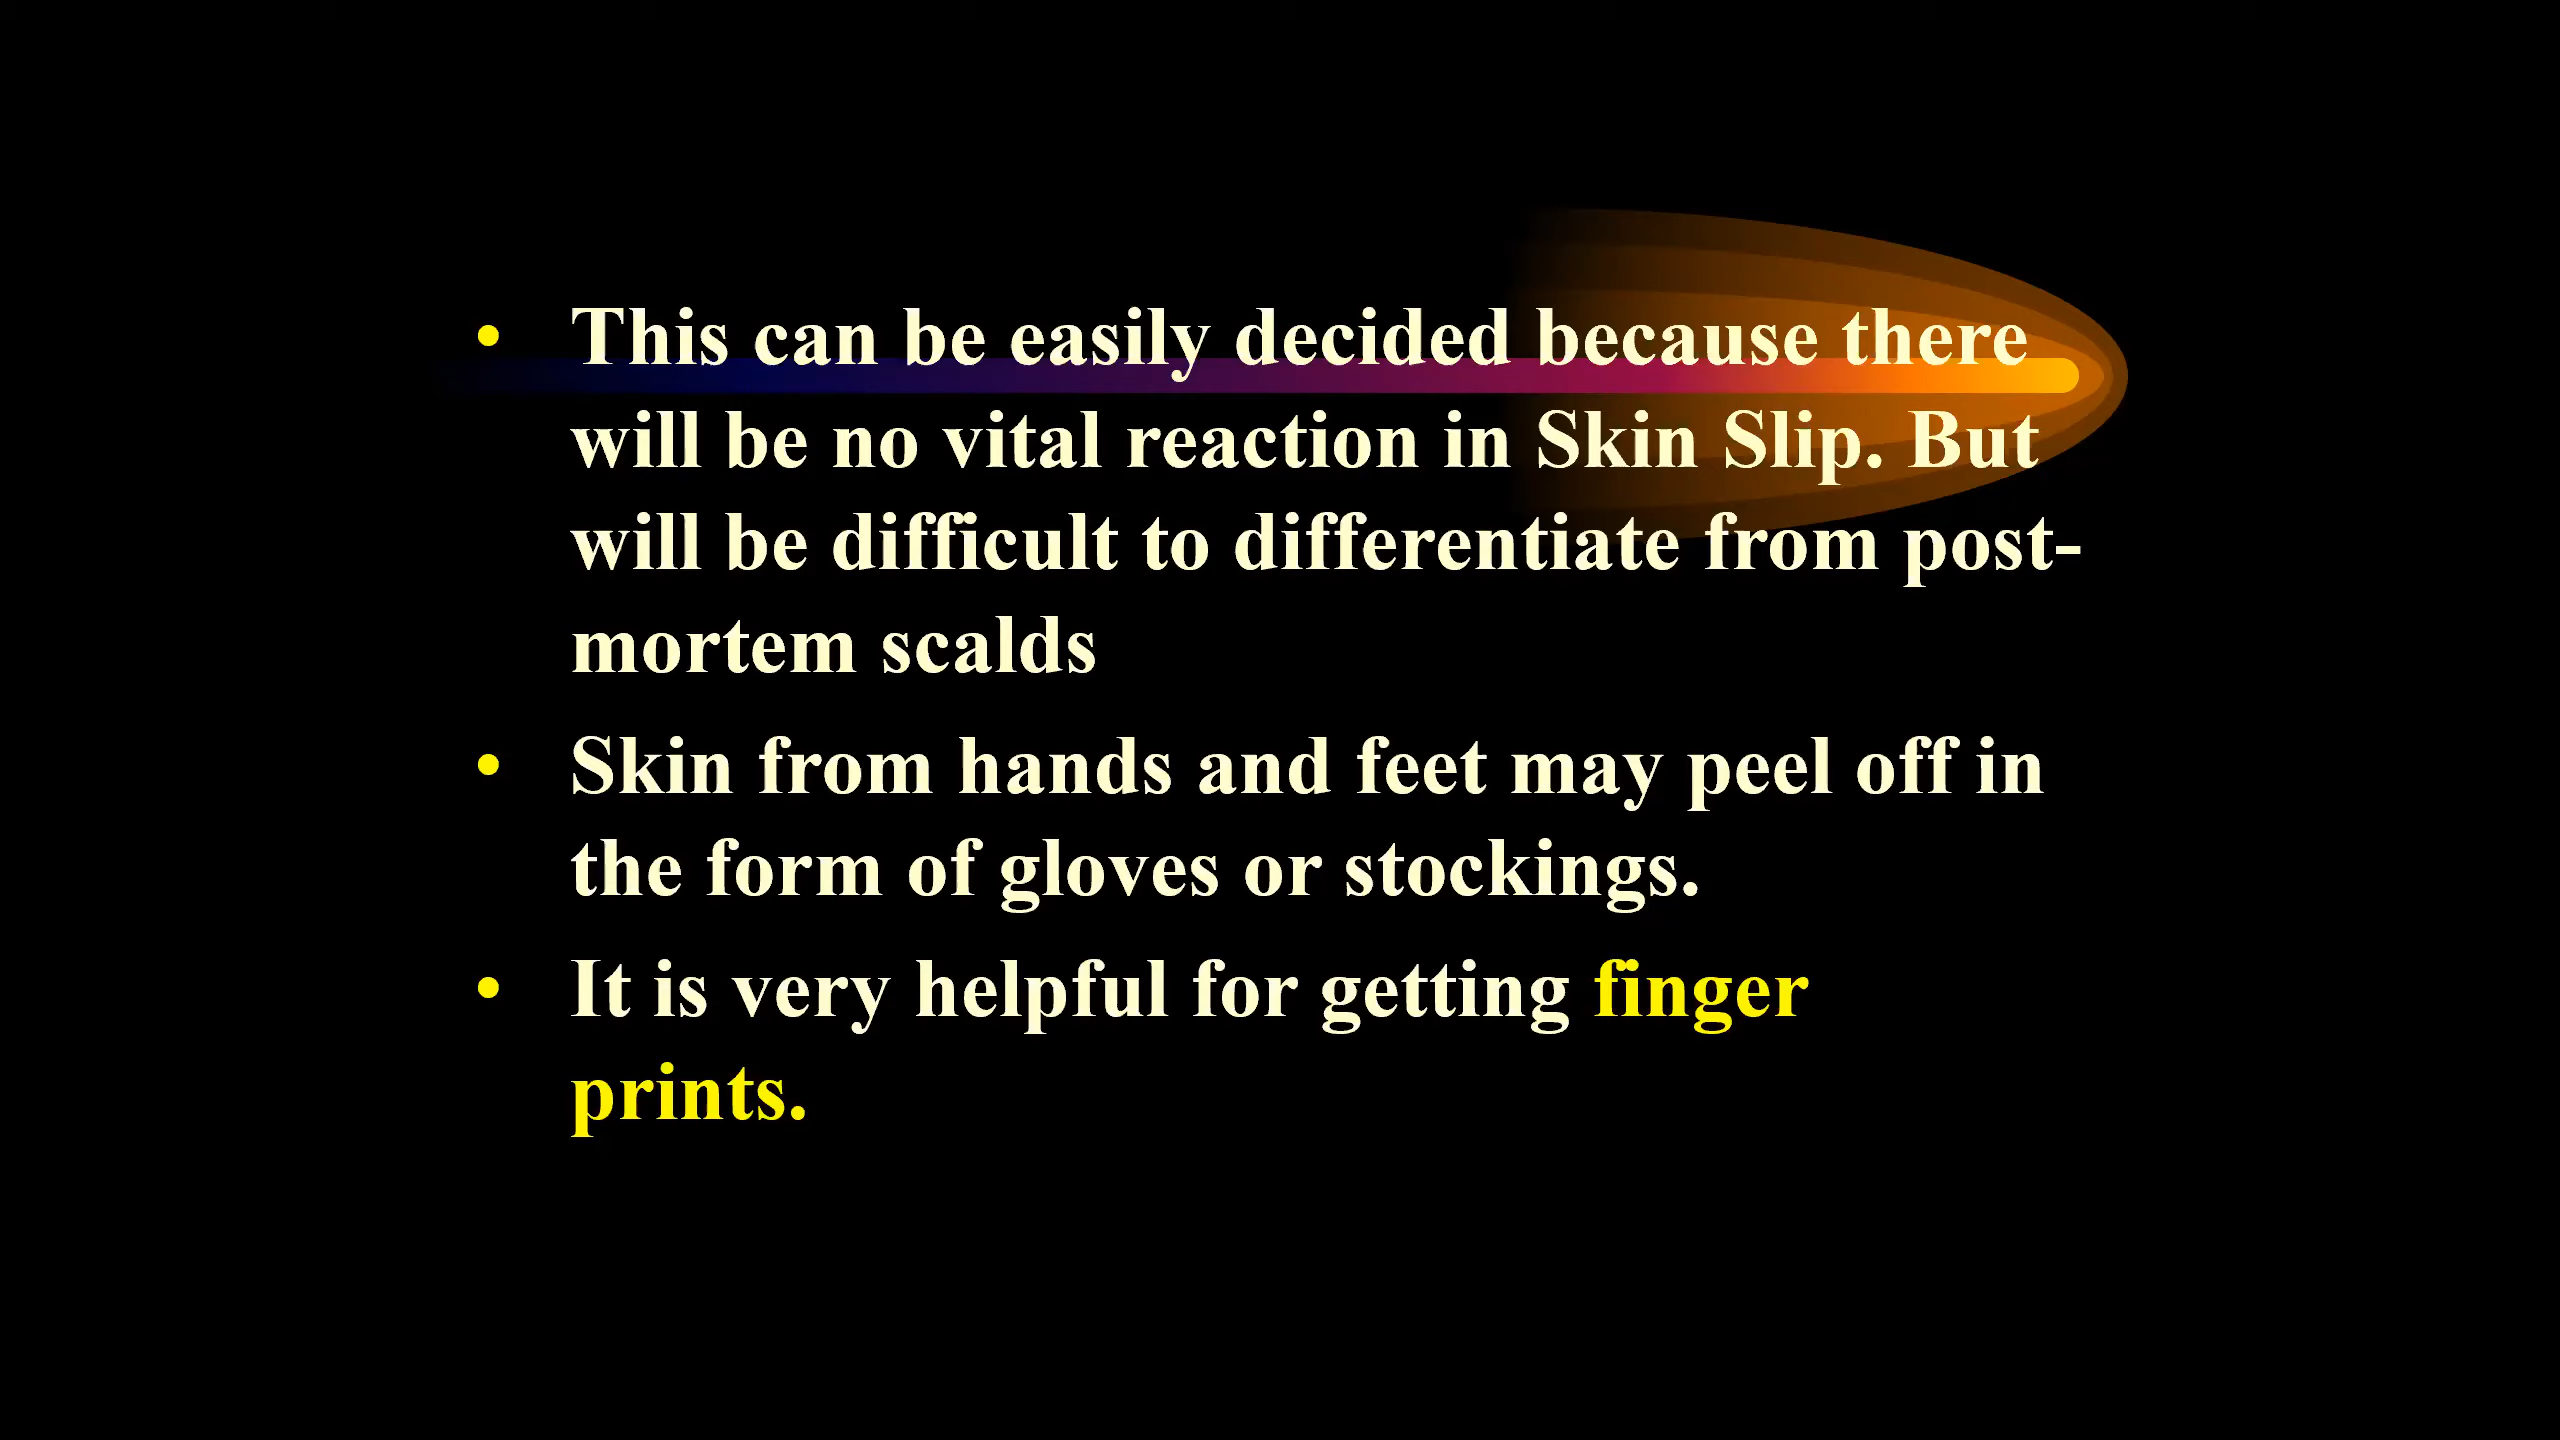 • This can be easily decided because there
will be no vital reaction in Skin Slip. But
will be difficult to differentiate from post-
mortem scalds
• Skin from hands and feet may peel off in
the form of gloves or stockings.
• It is very helpful for getting finger
prints.